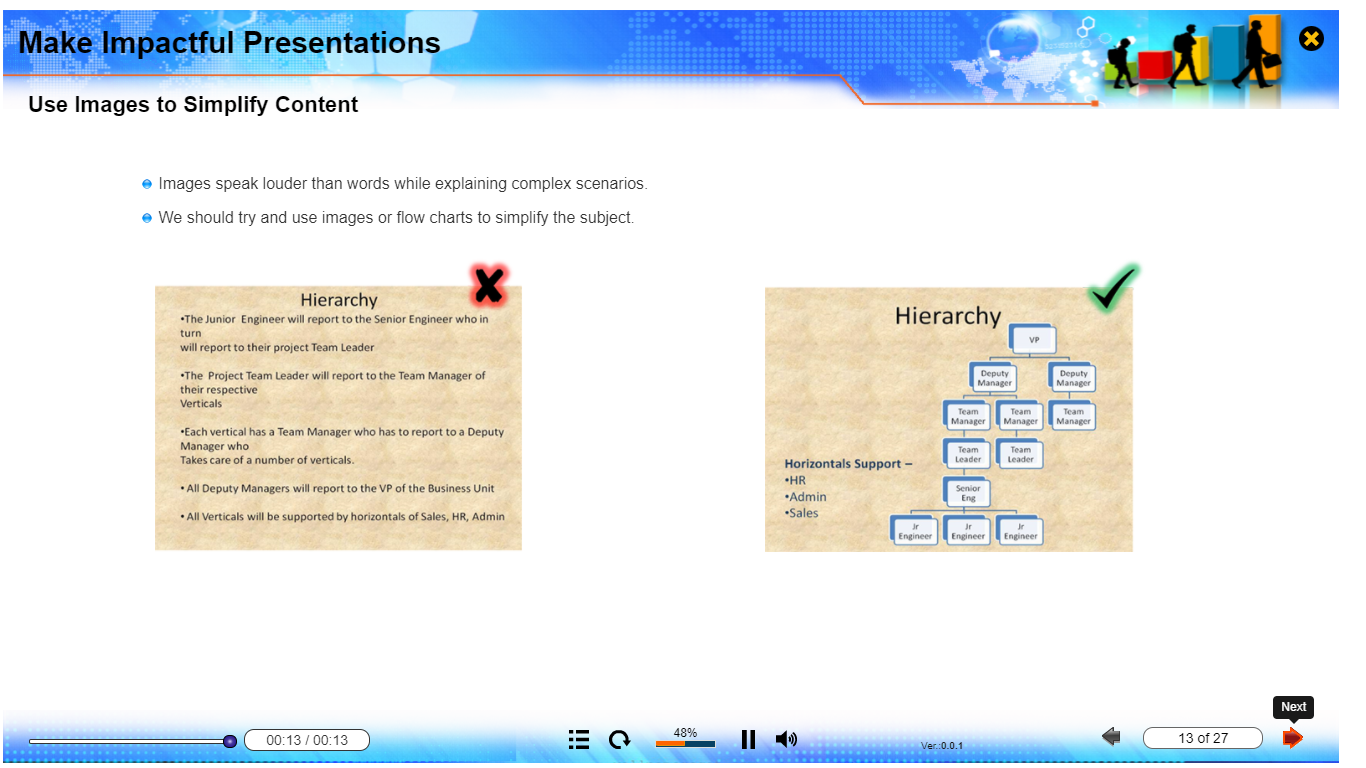 Make Impactful Presentations
Use Images to Simplify Content
Images speak louder than words while explaining complex scenarios.
We should try and use images or flow charts to simplify the subject.
Hierarchy
•The Junior Engineer will report to the Senior Engineer who in
turn
will report to their project Team Leader
•The Project Team Leader will report to the Team Manager of
their respective
Verticals
•Each vertical has a Team Manager who has to report to a Deputy
Manager who
Takes care of a number of verticals.
• All Deputy Managers will report to the VP of the Business Unit
• All Verticals will be supported by horizontals of Sales, HR, Admin
Hierarchy
VP
Deputy
Manager
Deputy
Manager
Team
Manager
Team
Manager
Team
Manager
Team
Leader
Team
Leader
Senior
Eng
Jr
Engineer
Jr
Engineer
Jr
Engineer
Horizontals Support –
•HR
•Admin
•Sales
Next
00:13 / 00:13
48%
Ver.:0.0.1
13 of 27